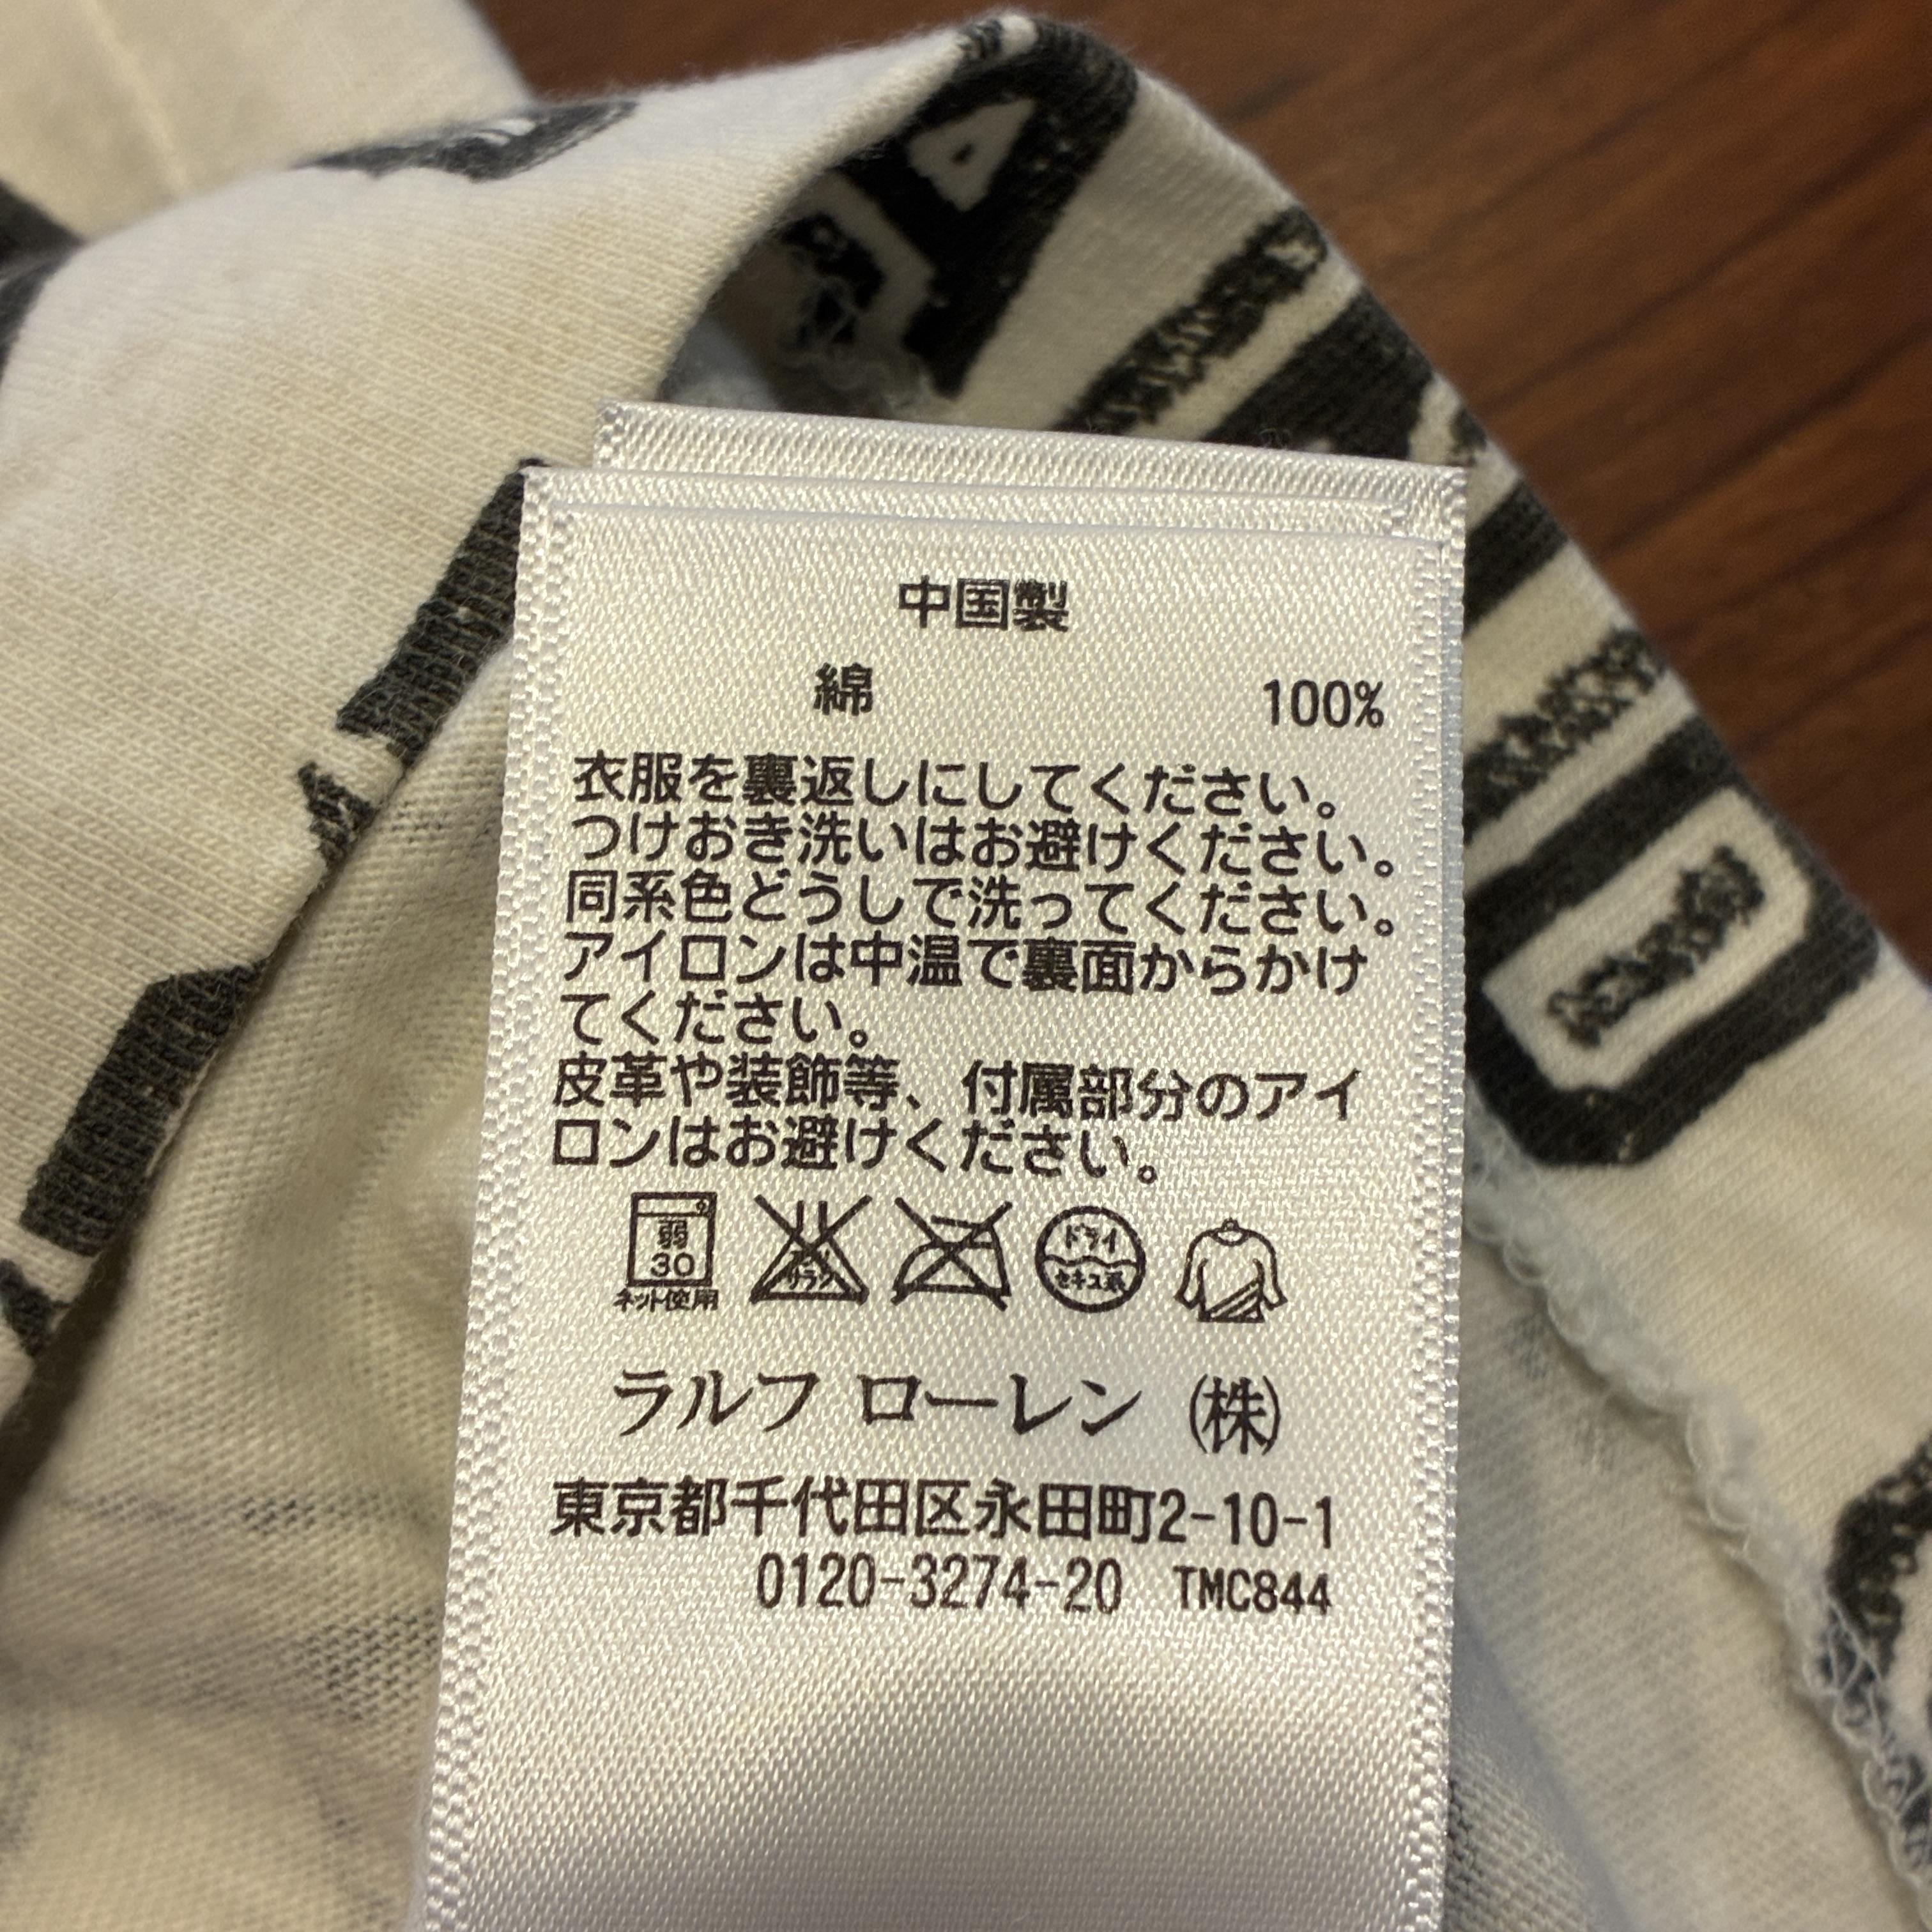 中国製
綿 100%
衣服を裏返しにしてください。
つけおき洗いはお避けください。
同系色どうしで洗ってください。
アイロンは中温で裏面からかけ
てください。
皮革や装飾等、付属部分のアイ
ロンはお避けください。
弱
30
ネット使用
ドライ
セキユ系
ラルフ ローレン (株)
東京都千代田区永田町2-10-1
0120-3274-20 TMC844